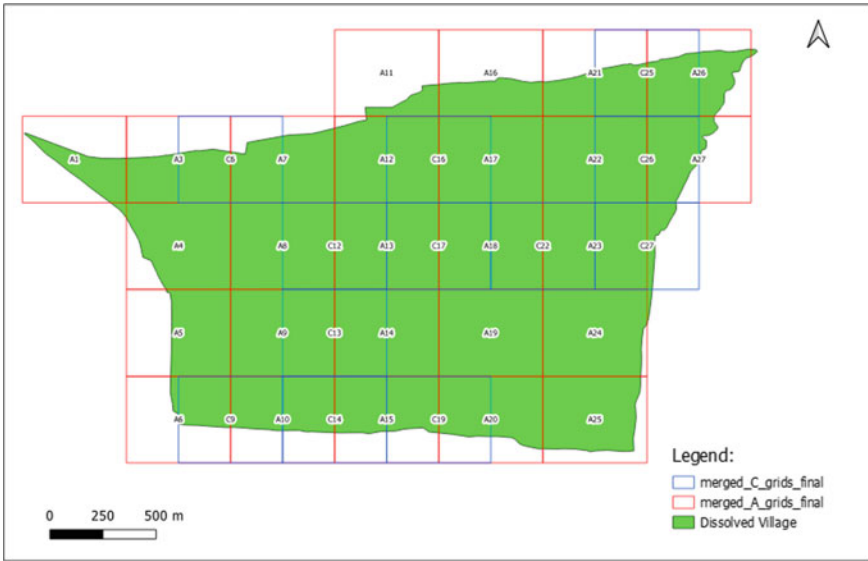 A11 A16 A21 C25 A26
A1 A3 C6 A7 A12 C16 A17 A22 C26 A27
A4 A8 C12 A13 C17 A18 C22 A23 C27
A5 A9 C13 A14 A19 A24
A6 C9 A10 C14 A15 C19 A20 A25
Legend:
merged_C_grids_final
merged_A_grids_final
Dissolved Village
0 250 500 m